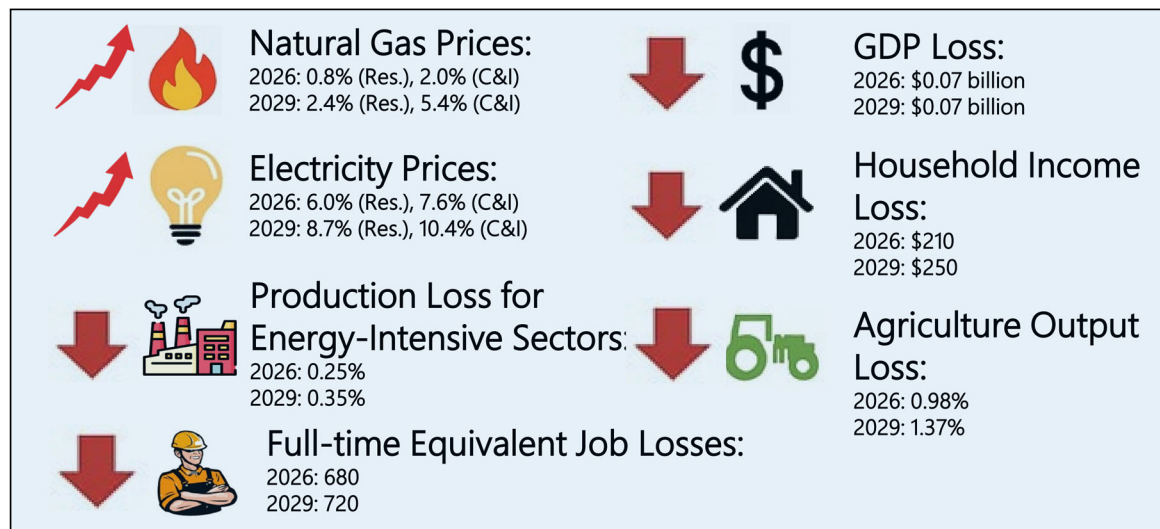 Natural Gas Prices:
2026: 0.8% (Res.), 2.0% (C&I)
2029: 2.4% (Res.), 5.4% (C&I)
Electricity Prices:
2026: 6.0% (Res.), 7.6% (C&I)
2029: 8.7% (Res.), 10.4% (C&I)
Production Loss for
Energy-Intensive Sectors:
2026: 0.25%
2029: 0.35%
Full-time Equivalent Job Losses:
2026: 680
2029: 720
$
GDP Loss:
2026: $0.07 billion
2029: $0.07 billion
Household Income
Loss:
2026: $210
2029: $250
Agriculture Output
Loss:
2026: 0.98%
2029: 1.37%